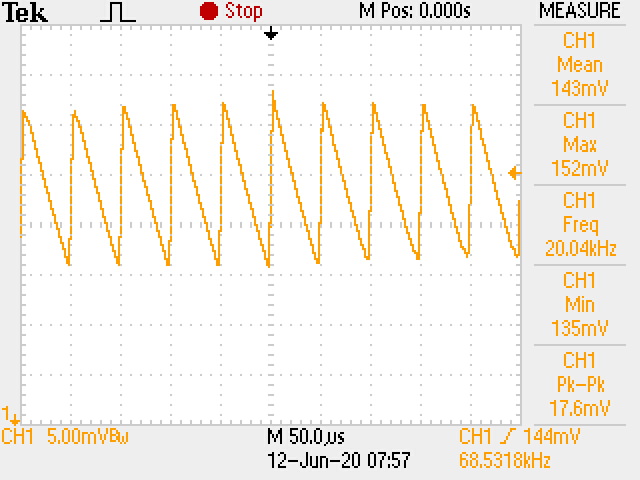 Tek Stop M Pos: 0.000s MEASURE
CH1
Mean
143mV
CH1
Max
152mV
CH1
Freq
20.04kHz
CH1
Min
135mV
CH1
Pk-Pk
17.6mV
1
CH1 5.00mVBW M 50.0µs CH1 144mV
12-Jun-20 07:57 68.5318kHz